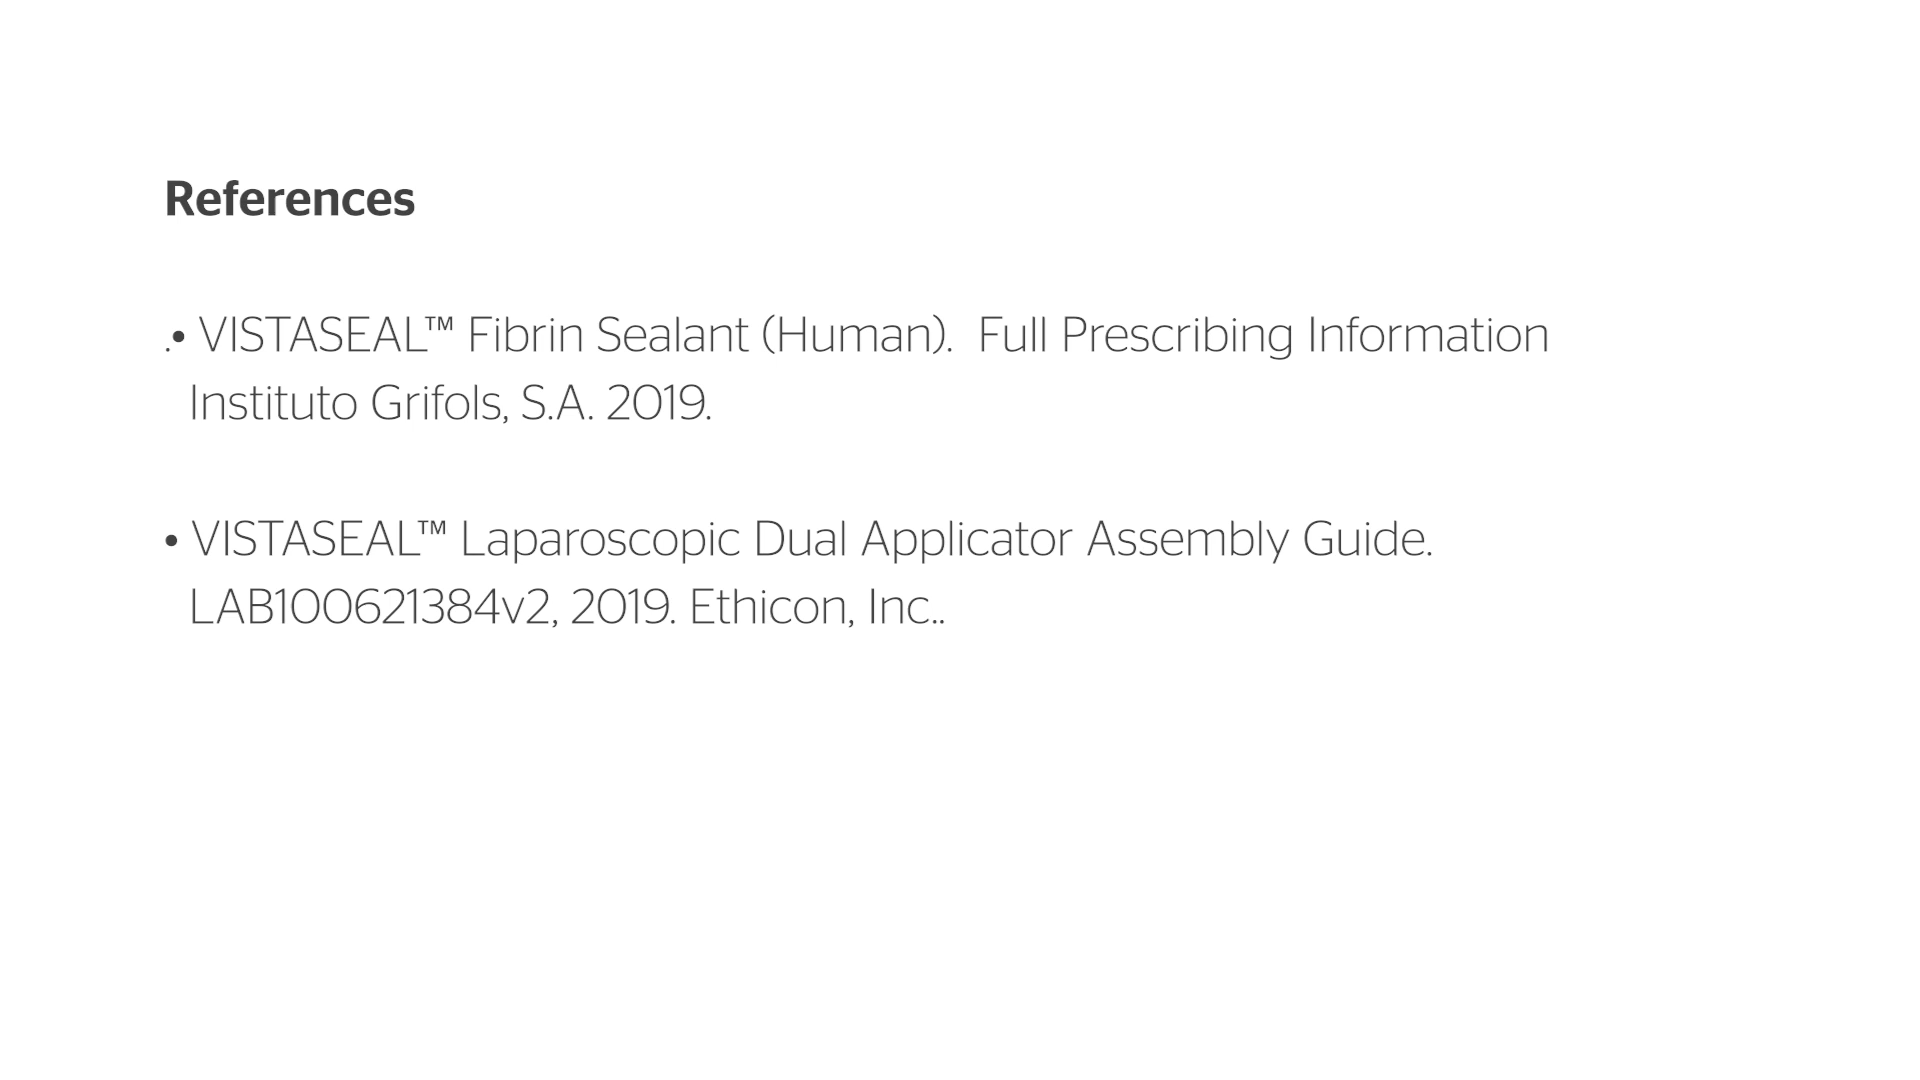 References
.• VISTASEAL™ Fibrin Sealant (Human).  Full Prescribing Information
Instituto Grifols, S.A. 2019.
• VISTASEAL™ Laparoscopic Dual Applicator Assembly Guide.
LAB100621384v2, 2019. Ethicon, Inc..